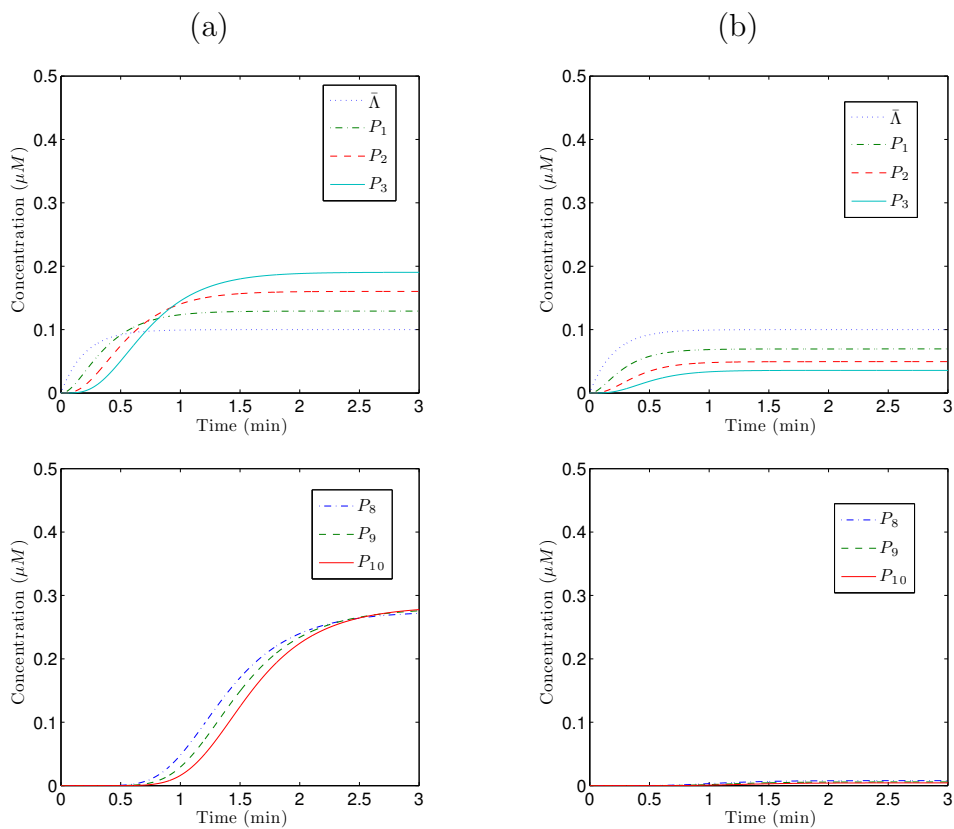 (a)
(b)
0.5
0.4
0.3
0.2
0.1
0
0 0.5 1 1.5 2 2.5 3
Concentration (μM)
Time (min)
Λ̄
P₁
P₂
P₃
0.5
0.4
0.3
0.2
0.1
0
0 0.5 1 1.5 2 2.5 3
Concentration (μM)
Time (min)
Λ̄
P₁
P₂
P₃
0.5
0.4
0.3
0.2
0.1
0
0 0.5 1 1.5 2 2.5 3
Concentration (μM)
Time (min)
P₈
P₉
P₁₀
0.5
0.4
0.3
0.2
0.1
0
0 0.5 1 1.5 2 2.5 3
Concentration (μM)
Time (min)
P₈
P₉
P₁₀